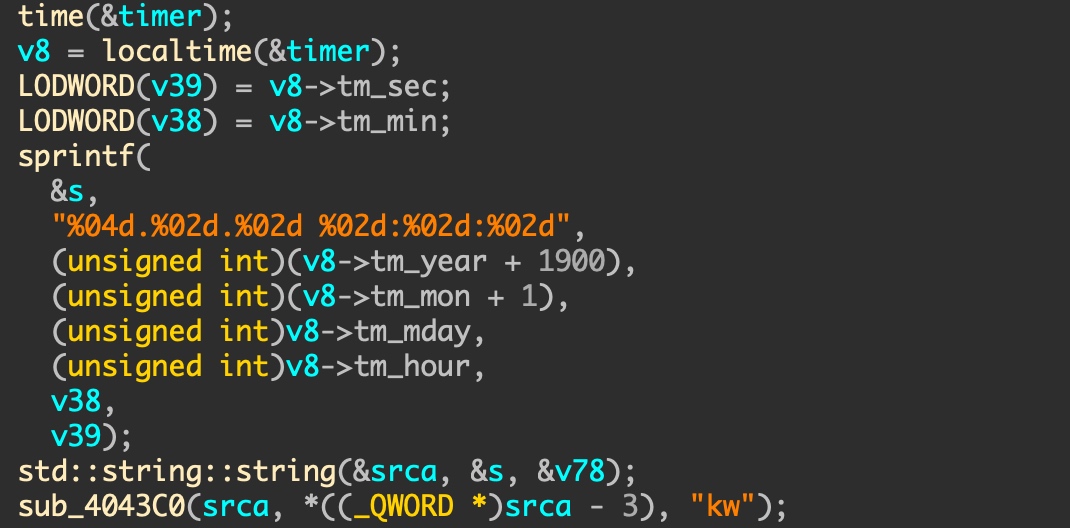 time(&timer);
v8 = localtime(&timer);
LODWORD(v39) = v8->tm_sec;
LODWORD(v38) = v8->tm_min;
sprintf(
&s,
"%04d.%02d.%02d %02d:%02d:%02d",
(unsigned int)(v8->tm_year + 1900),
(unsigned int)(v8->tm_mon + 1),
(unsigned int)v8->tm_mday,
(unsigned int)v8->tm_hour,
v38,
v39);
std::string::string(&srca, &s, &v78);
sub_4043C0(srca, *((_QWORD *)srca - 3), "kw");